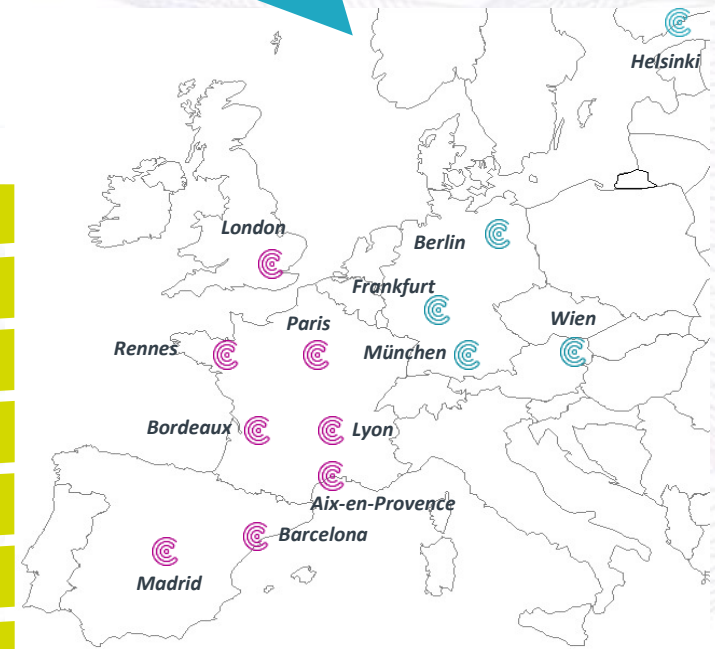 Helsinki
London
Berlin
Frankfurt
Paris
Wien
Rennes
München
Bordeaux
Lyon
Aix-en-Provence
Barcelona
Madrid